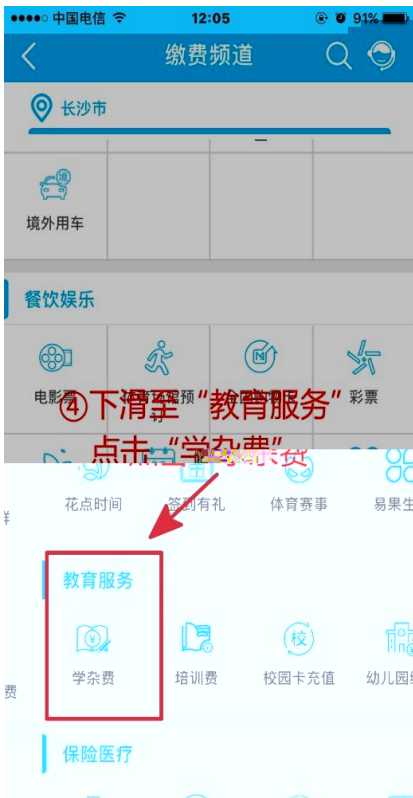 中国电信 12:05 91%
缴费频道
长沙市
境外用车
餐饮娱乐
电影票 彩票
④下滑至“教育服务”
点击“学杂费”
花点时间 签到有礼 体育赛事 易果生
教育服务
学杂费 培训费 校园卡充值 幼儿园
费
保险医疗